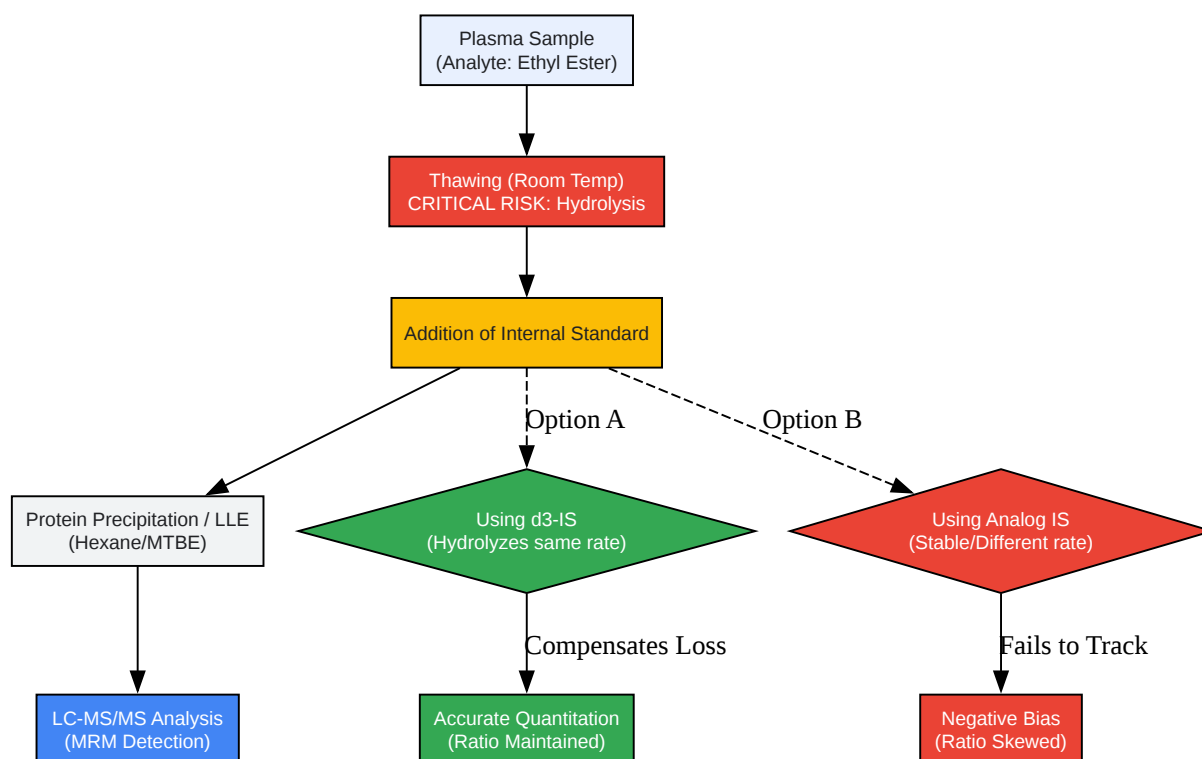 Plasma Sample
(Analyte: Ethyl Ester)
Thawing (Room Temp)
CRITICAL RISK: Hydrolysis
Addition of Internal Standard
Option A
Option B
Protein Precipitation / LLE
(Hexane/MTBE)
Using d3-IS
(Hydrolyzes same rate)
Using Analog IS
(Stable/Different rate)
Compensates Loss
Fails to Track
LC-MS/MS Analysis
(MRM Detection)
Accurate Quantitation
(Ratio Maintained)
Negative Bias
(Ratio Skewed)